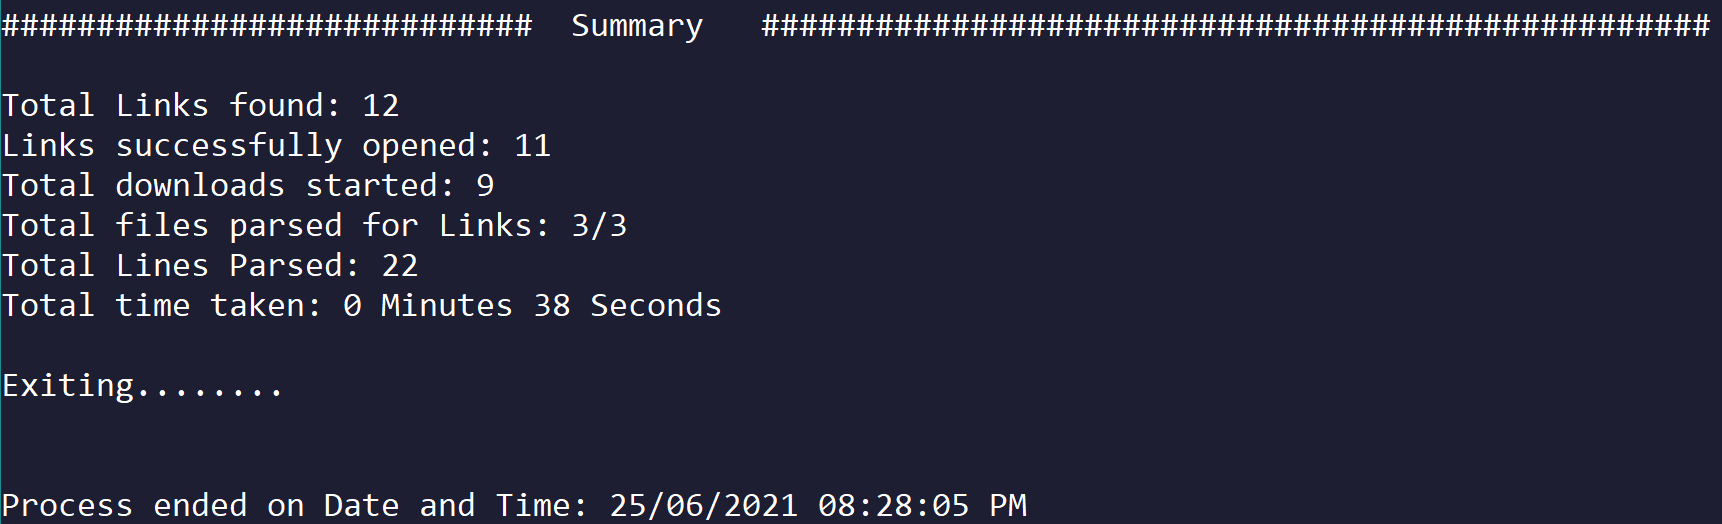 ############################  Summary   ##################################################
Total Links found: 12
Links successfully opened: 11
Total downloads started: 9
Total files parsed for Links: 3/3
Total Lines Parsed: 22
Total time taken: 0 Minutes 38 Seconds
Exiting........
Process ended on Date and Time: 25/06/2021 08:28:05 PM